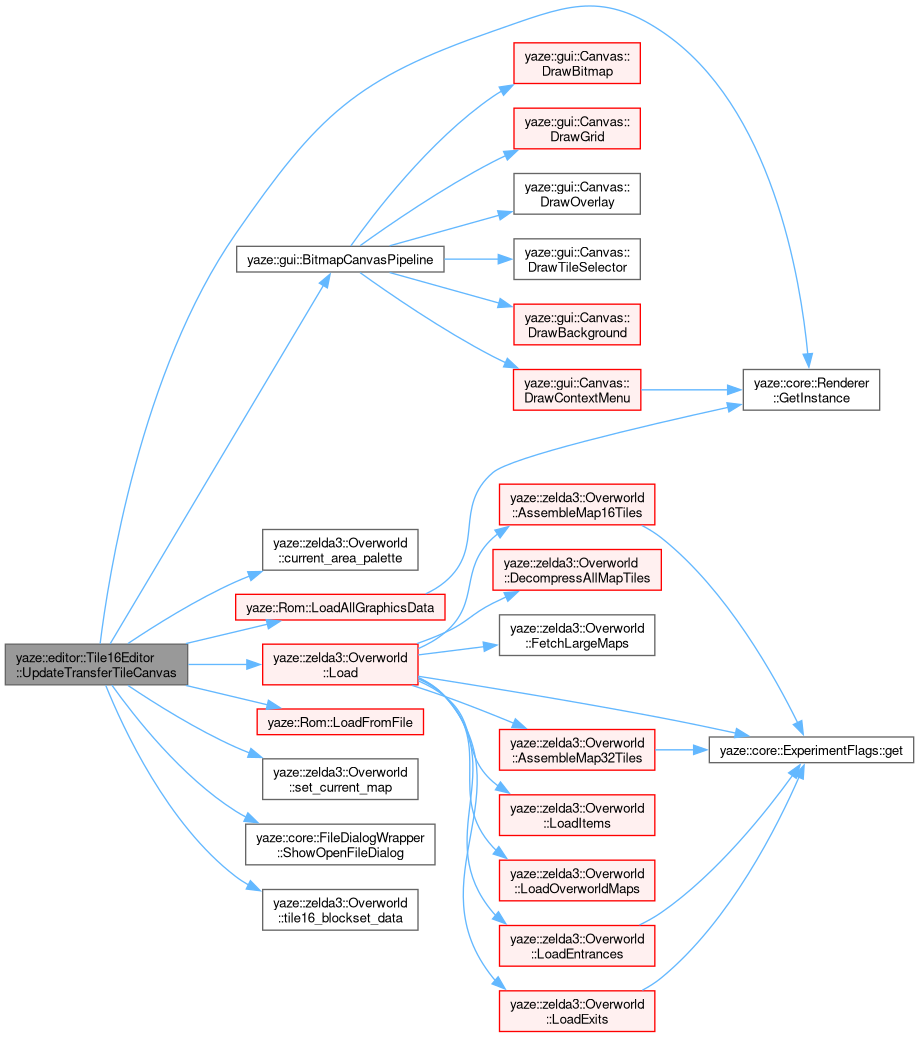 yaze::gui::Canvas::
DrawBitmap
yaze::gui::Canvas::
DrawGrid
yaze::gui::Canvas::
DrawOverlay
yaze::gui::BitmapCanvasPipeline
yaze::gui::Canvas::
DrawTileSelector
yaze::gui::Canvas::
DrawBackground
yaze::gui::Canvas::
DrawContextMenu
yaze::core::Renderer
::GetInstance
yaze::zelda3::Overworld
::AssembleMap16Tiles
yaze::zelda3::Overworld
::current_area_palette
yaze::zelda3::Overworld
::DecompressAllMapTiles
yaze::Rom::LoadAllGraphicsData
yaze::zelda3::Overworld
::FetchLargeMaps
yaze::editor::Tile16Editor
::UpdateTransferTileCanvas
yaze::zelda3::Overworld
::Load
yaze::Rom::LoadFromFile
yaze::zelda3::Overworld
::AssembleMap32Tiles
yaze::core::ExperimentFlags::get
yaze::zelda3::Overworld
::set_current_map
yaze::zelda3::Overworld
::LoadItems
yaze::core::FileDialogWrapper
::ShowOpenFileDialog
yaze::zelda3::Overworld
::LoadOverworldMaps
yaze::zelda3::Overworld
::tile16_blockset_data
yaze::zelda3::Overworld
::LoadEntrances
yaze::zelda3::Overworld
::LoadExits